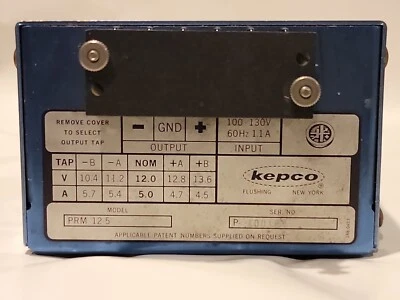 REMOVE COVER
TO SELECT
OUTPUT TAP
− GND +
OUTPUT
100-130V
60Hz 1.1A
INPUT
TAP −B −A NOM +A +B
V 10.4 11.2 12.0 12.8 13.6
A 5.7 5.4 5.0 4.7 4.5
kepco
FLUSHING NEW YORK
MODEL
PRM 12-5
SER. NO.
P
APPLICABLE PATENT NUMBERS SUPPLIED ON REQUEST